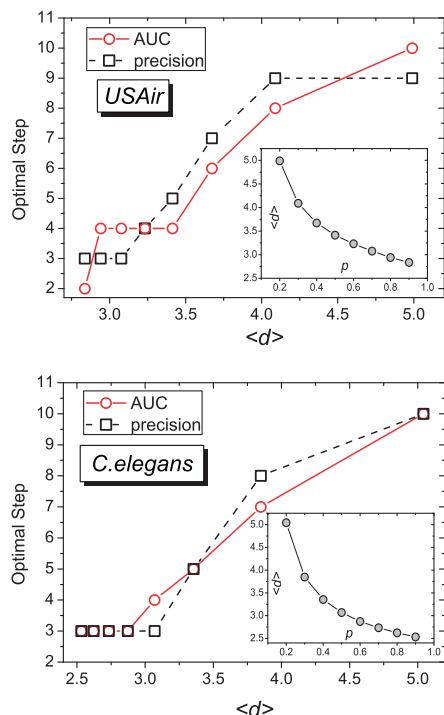 11
10
9
8
7
6
5
4
3
2
Optimal Step
AUC
precision
USAir
5.0
4.5
4.0
3.5
3.0
2.5
<d>
0.2 0.4 0.6 0.8 1.0
p
3.0 3.5 4.0 4.5 5.0
<d>
11
10
9
8
7
6
5
4
3
2
Optimal Step
AUC
precision
C.elegans
5.0
4.5
4.0
3.5
3.0
2.5
<d>
0.2 0.4 0.6 0.8 1.0
p
2.5 3.0 3.5 4.0 4.5 5.0
<d>